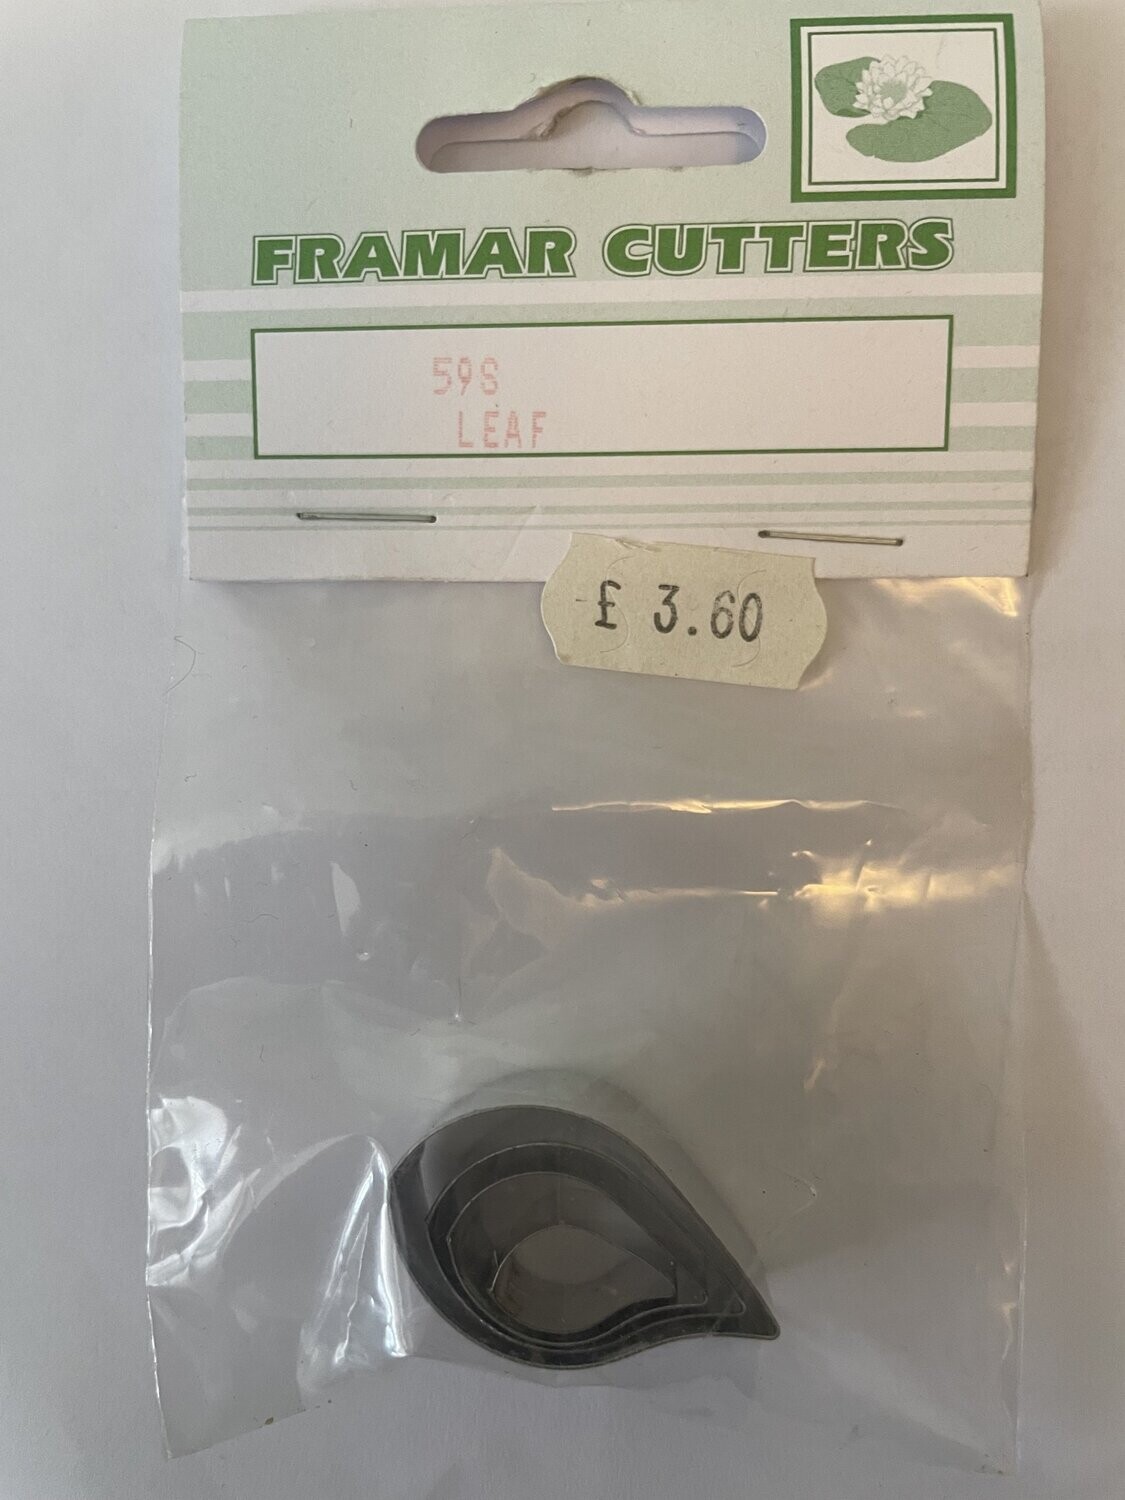 FRAMAR CUTTERS
59S
LEAF
£ 3.60